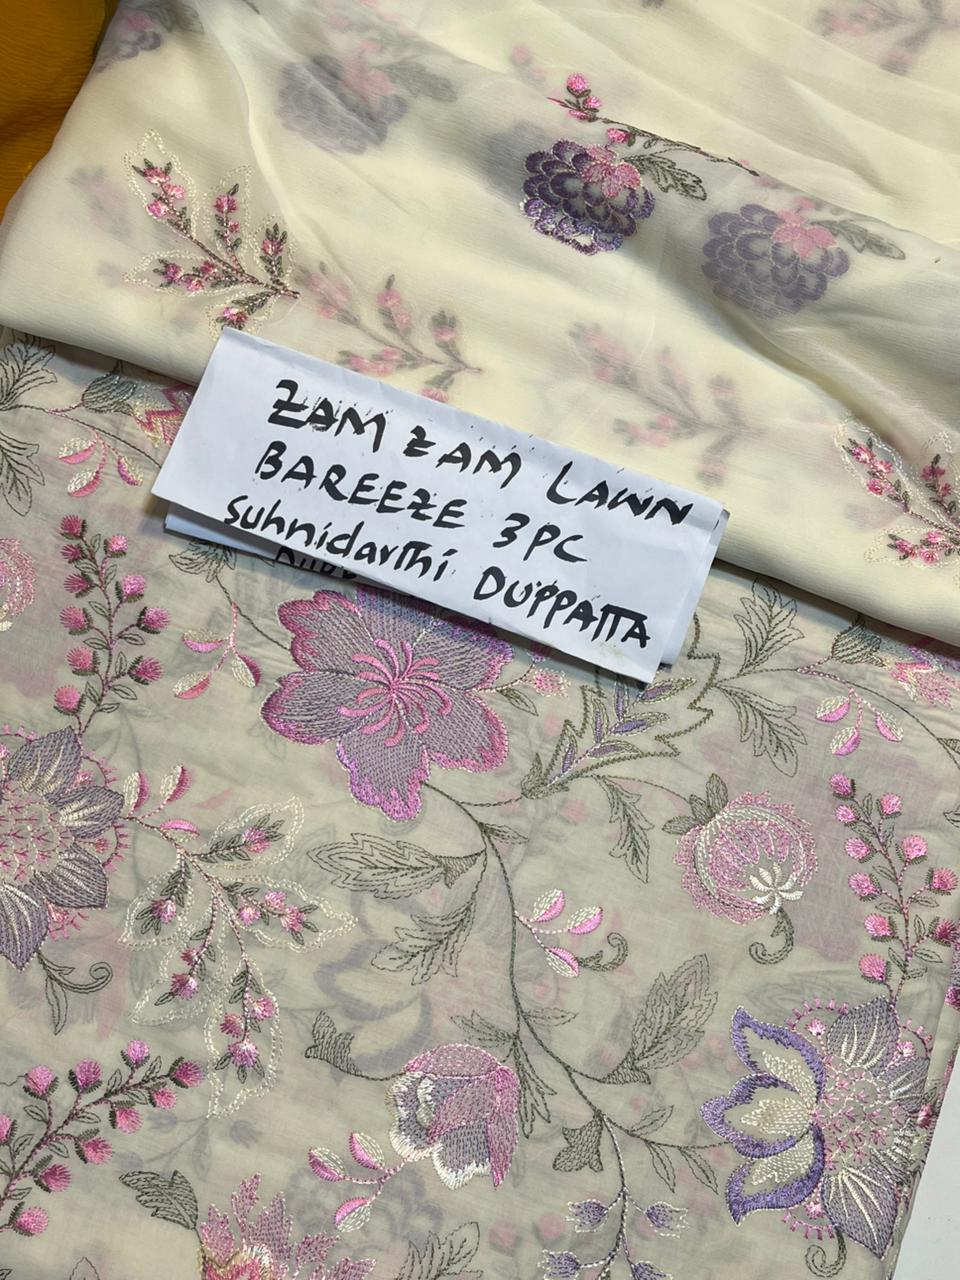 ZAM ZAM LAWN
BAREEZE 3PC
Suhnidarthi DUPPATTA